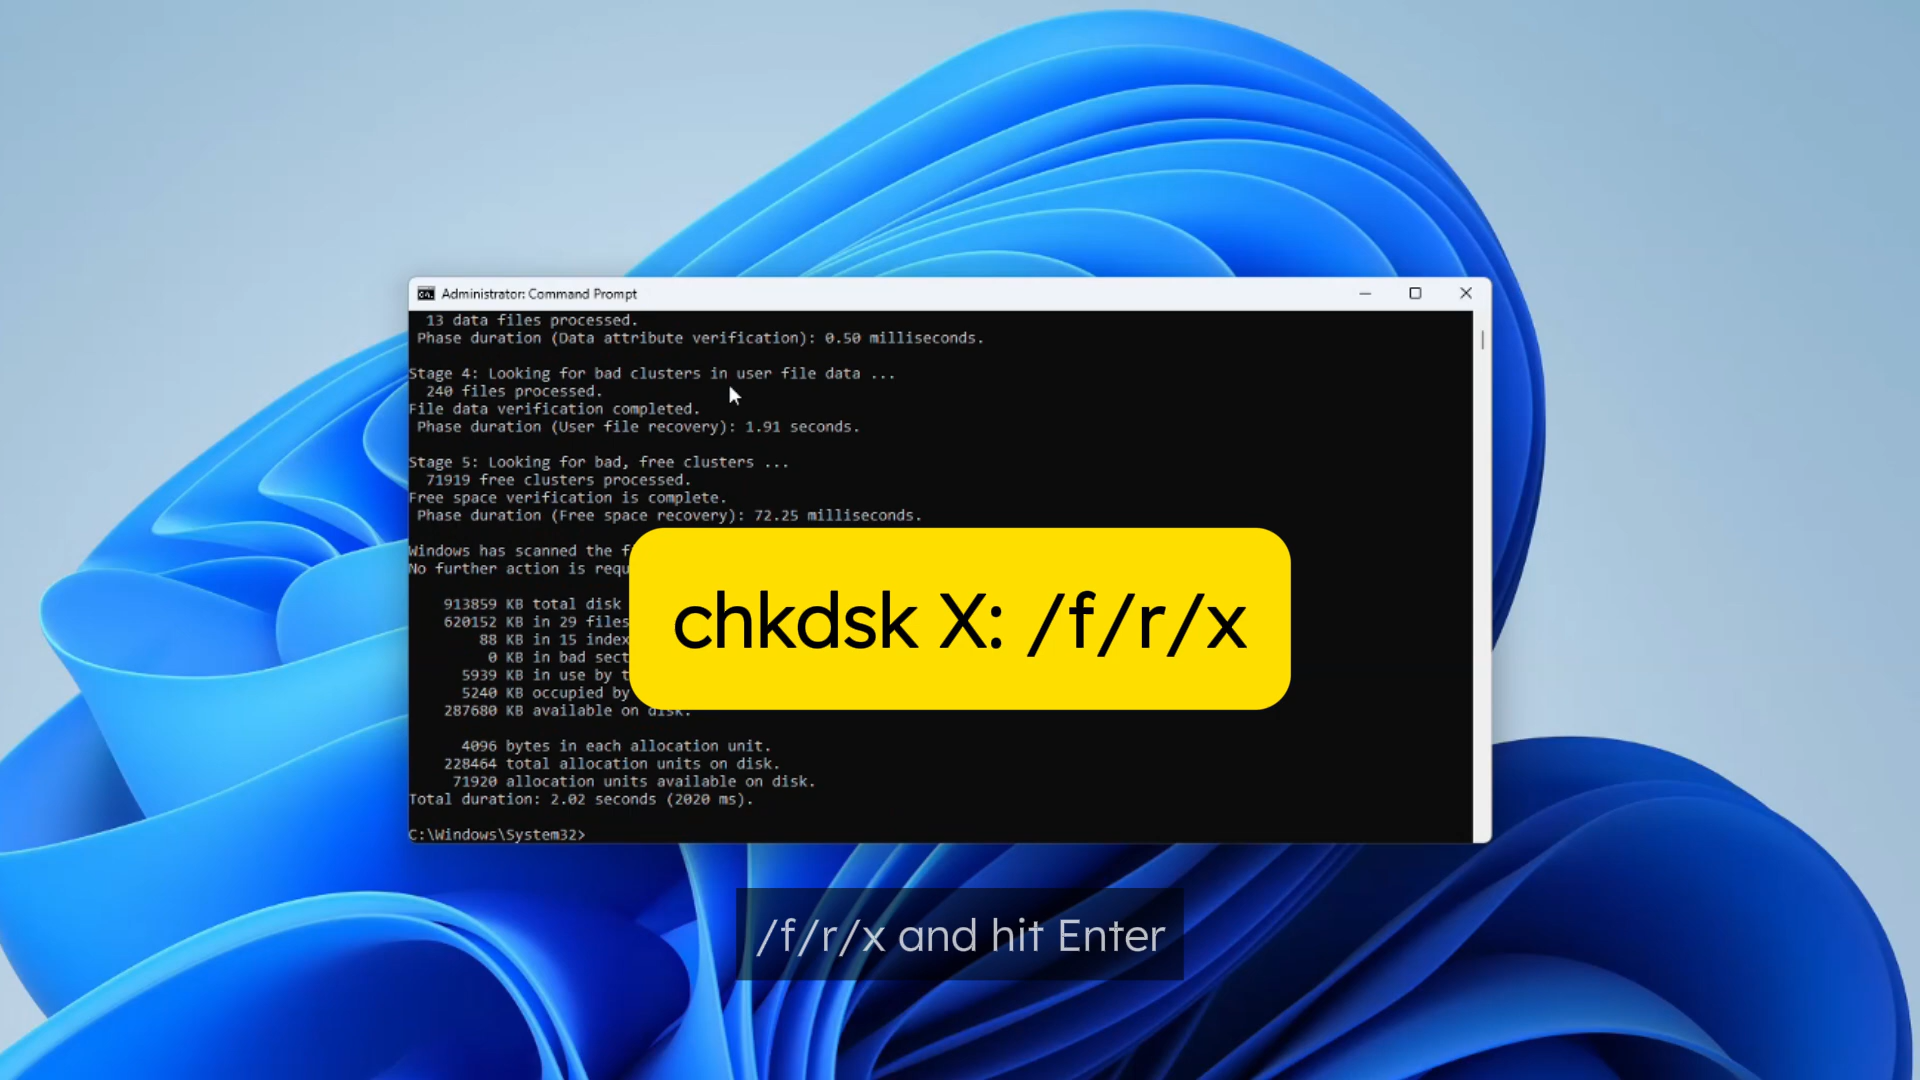 Administrator: Command Prompt
13 data files processed.
Phase duration (Data attribute verification): 0.50 milliseconds.
Stage 4: Looking for bad clusters in user file data ...
240 files processed.
File data verification completed.
Phase duration (User file recovery): 1.91 seconds.
Stage 5: Looking for bad, free clusters ...
71919 free clusters processed.
Free space verification is complete.
Phase duration (Free space recovery): 72.25 milliseconds.
Windows has scanned the
No further action is
913859 KB total disk
620152 KB in 29 files
88 KB in 15
0 KB in bad
5939 KB in use by
5240 KB occupied by
287680 KB available on disk.
4096 bytes in each allocation unit.
228464 total allocation units on disk.
71920 allocation units available on disk.
Total duration: 2.02 seconds (2020 ms).
C:\Windows\System32>
chkdsk X: /f/r/x
/f/r/x and hit Enter